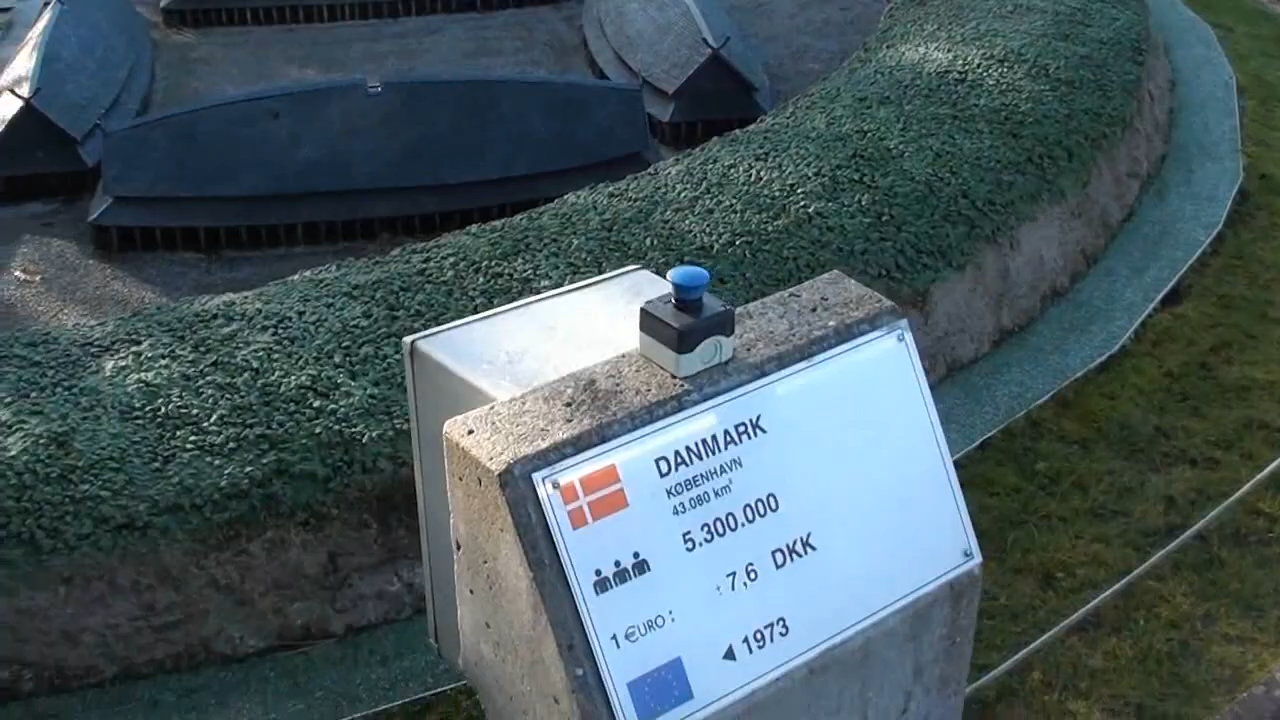 DANMARK
KØBENHAVN
43.080 km²
5.300.000
1 €URO : 7,6 DKK
◄ 1973